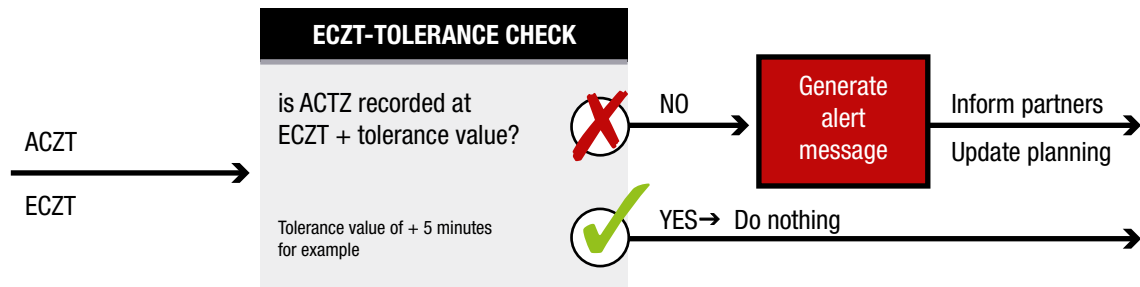 ECZT-TOLERANCE CHECK
ACZT
ECZT
is ACTZ recorded at
ECZT + tolerance value?
Tolerance value of + 5 minutes
for example
NO
Generate
alert
message
Inform partners
Update planning
YES→ Do nothing